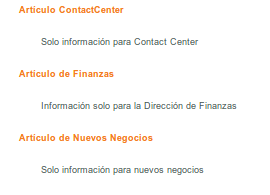 Artículo ContactCenter
Solo información para Contact Center
Artículo de Finanzas
Información solo para la Dirección de Finanzas
Artículo de Nuevos Negocios
Solo información para nuevos negocios